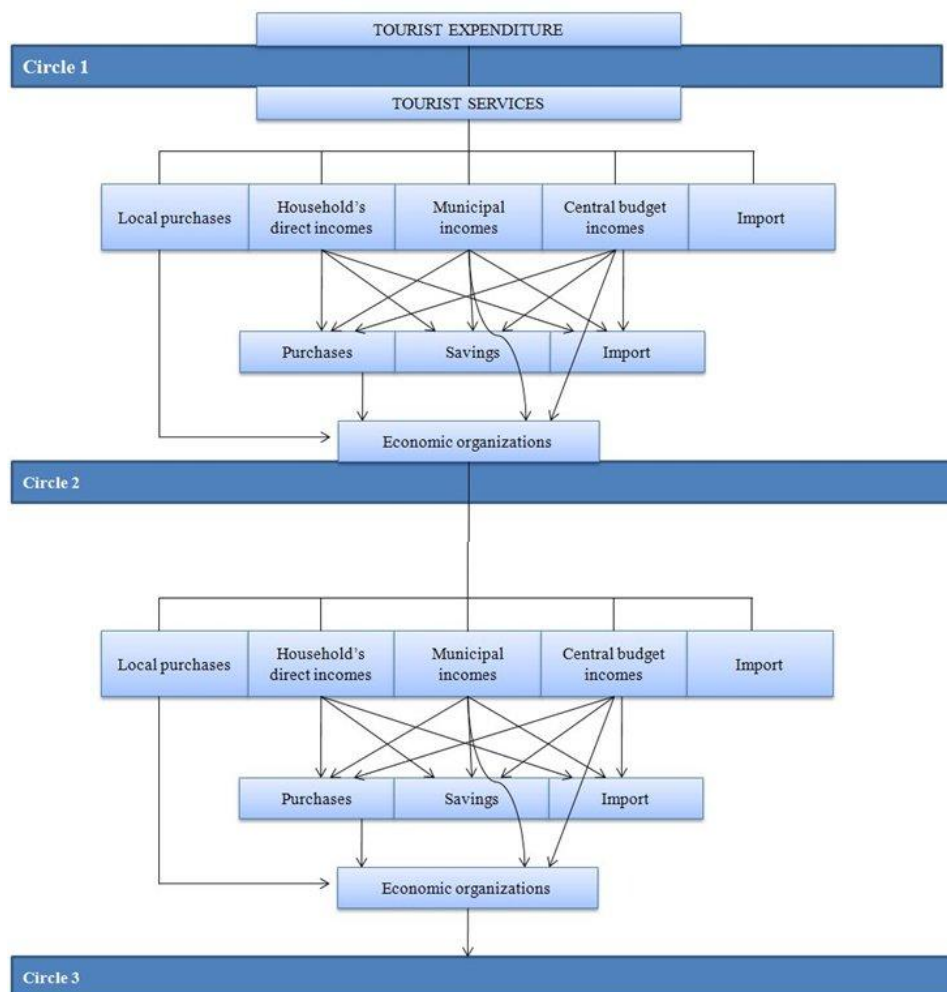 TOURIST EXPENDITURE
Circle 1
TOURIST SERVICES
Local purchases
Household's
direct incomes
Municipal
incomes
Central budget
incomes
Import
Purchases
Savings
Import
Economic organizations
Circle 2
Local purchases
Household's
direct incomes
Municipal
incomes
Central budget
incomes
Import
Purchases
Savings
Import
Economic organizations
Circle 3